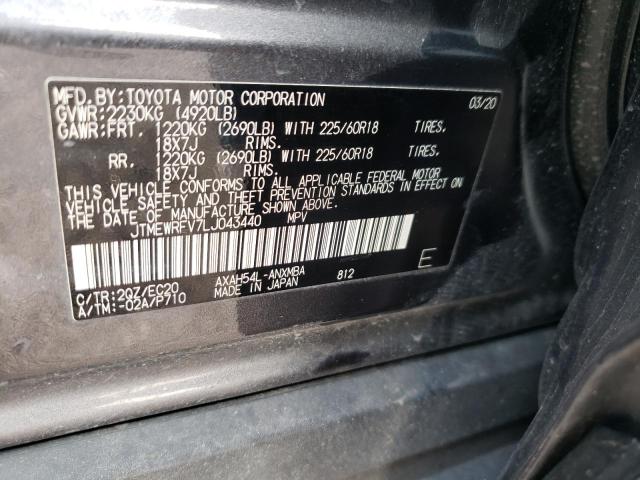 MFD.BY:TOYOTA MOTOR CORPORATION 03/20
GVWR:2230KG (4920LB)
GAWR:FRT. 1220KG (2690LB) WITH 225/60R18 TIRES.
18X7J RIMS.
RR. 1220KG (2690LB) WITH 225/60R18 TIRES.
18X7J RIMS.
THIS VEHICLE CONFORMS TO ALL APPLICABLE FEDERAL MOTOR
VEHICLE SAFETY AND THEFT PREVENTION STANDARDS IN EFFECT ON
THE DATE OF MANUFACTURE SHOWN ABOVE.
JTMEWRFV7LJ043440 MPV
C/TR:2QZ/EC20 AXAH54L-ANXMBA 812 E
A/TM:-02A/P710 MADE IN JAPAN